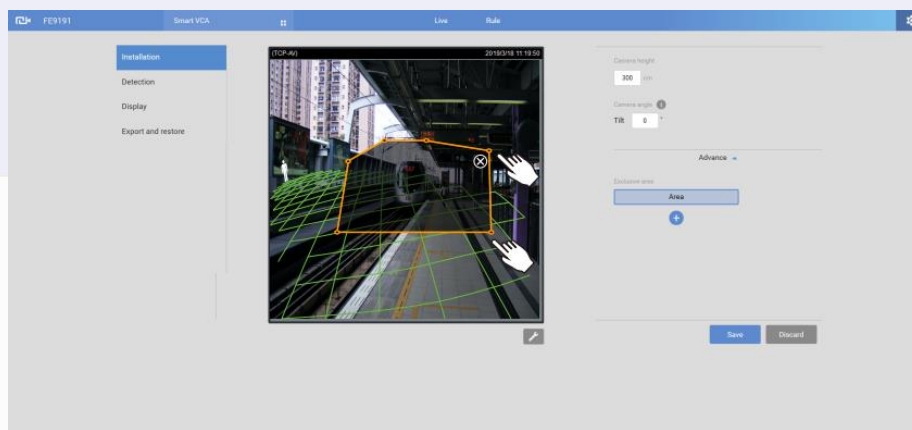 FE9191
Smart VCA
Live
Rule
Installation
Detection
Display
Export and restore
(TCP-AV)
2019/3/18 11:19:50
Camera height
300 cm
Camera angle
Tilt 0 °
Advance
Exclusive area
Area
Save
Discard